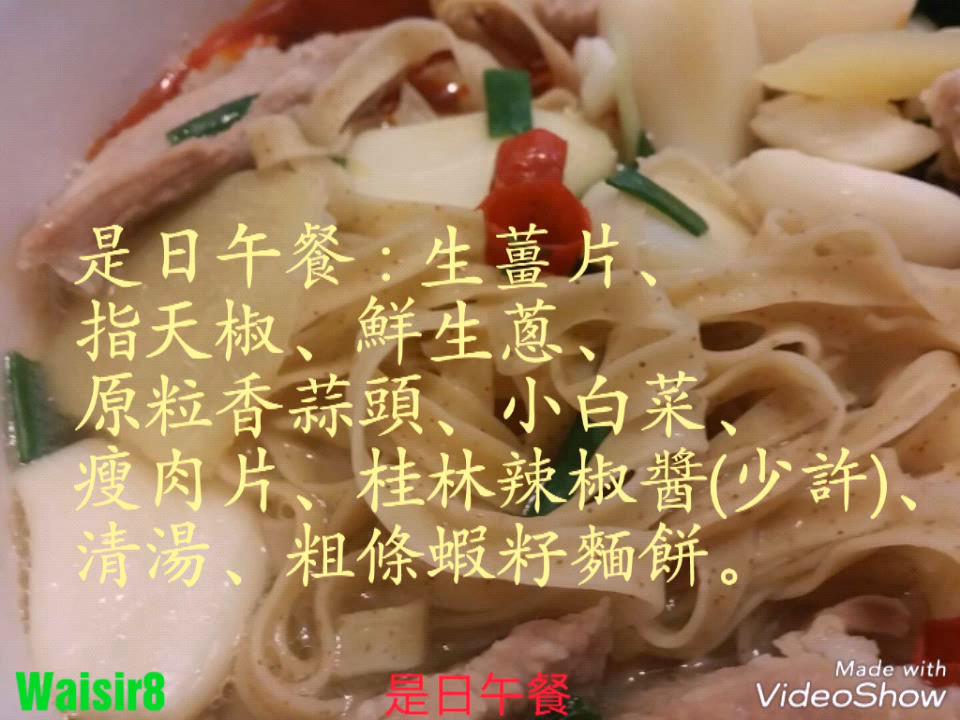 是日午餐：生薑片、
指天椒、鮮生蔥、
原粒香蒜頭、小白菜、
瘦肉片、桂林辣椒醬(少許)、
清湯、粗條蝦籽麵餅。
Waisir8
是日午餐
Made with
VideoShow